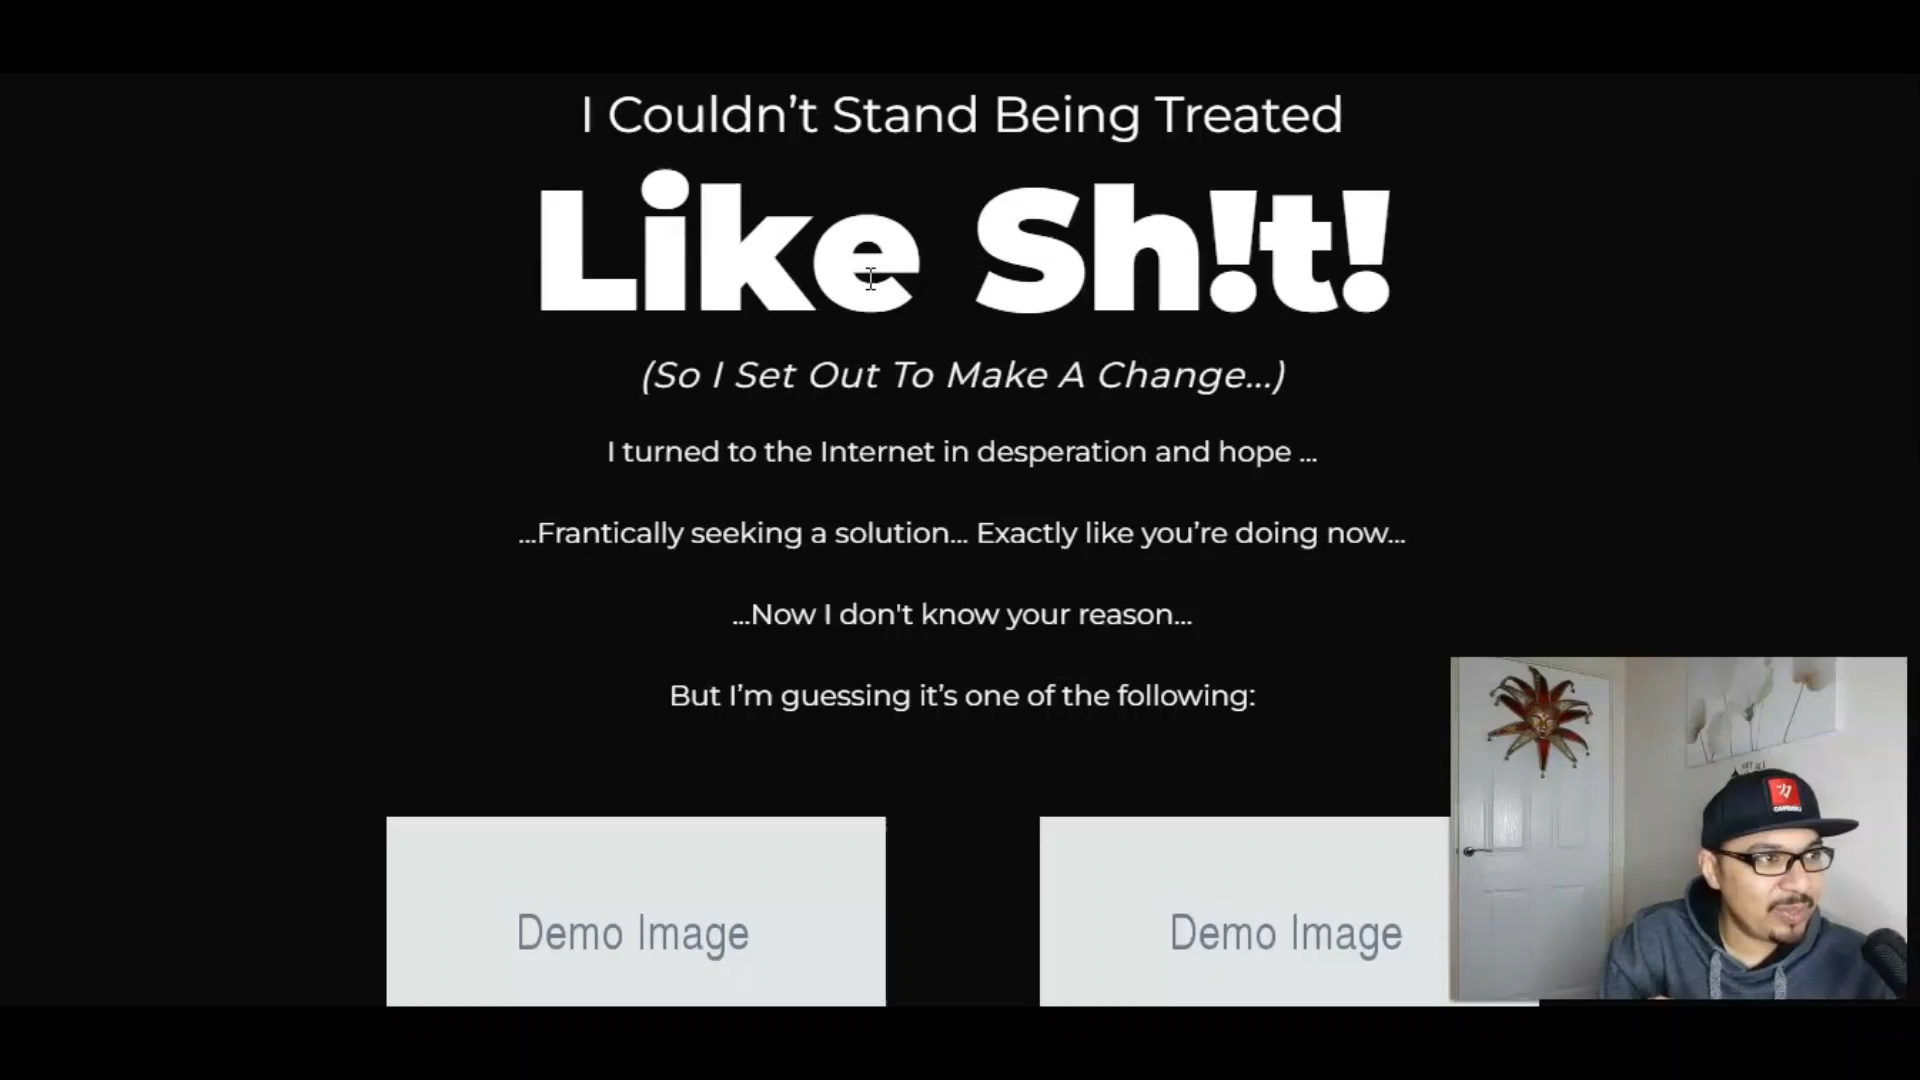 I Couldn’t Stand Being Treated
Like Sh!t!
(So I Set Out To Make A Change...)
I turned to the Internet in desperation and hope ...
...Frantically seeking a solution... Exactly like you’re doing now...
...Now I don't know your reason...
But I’m guessing it’s one of the following:
Demo Image
Demo Image